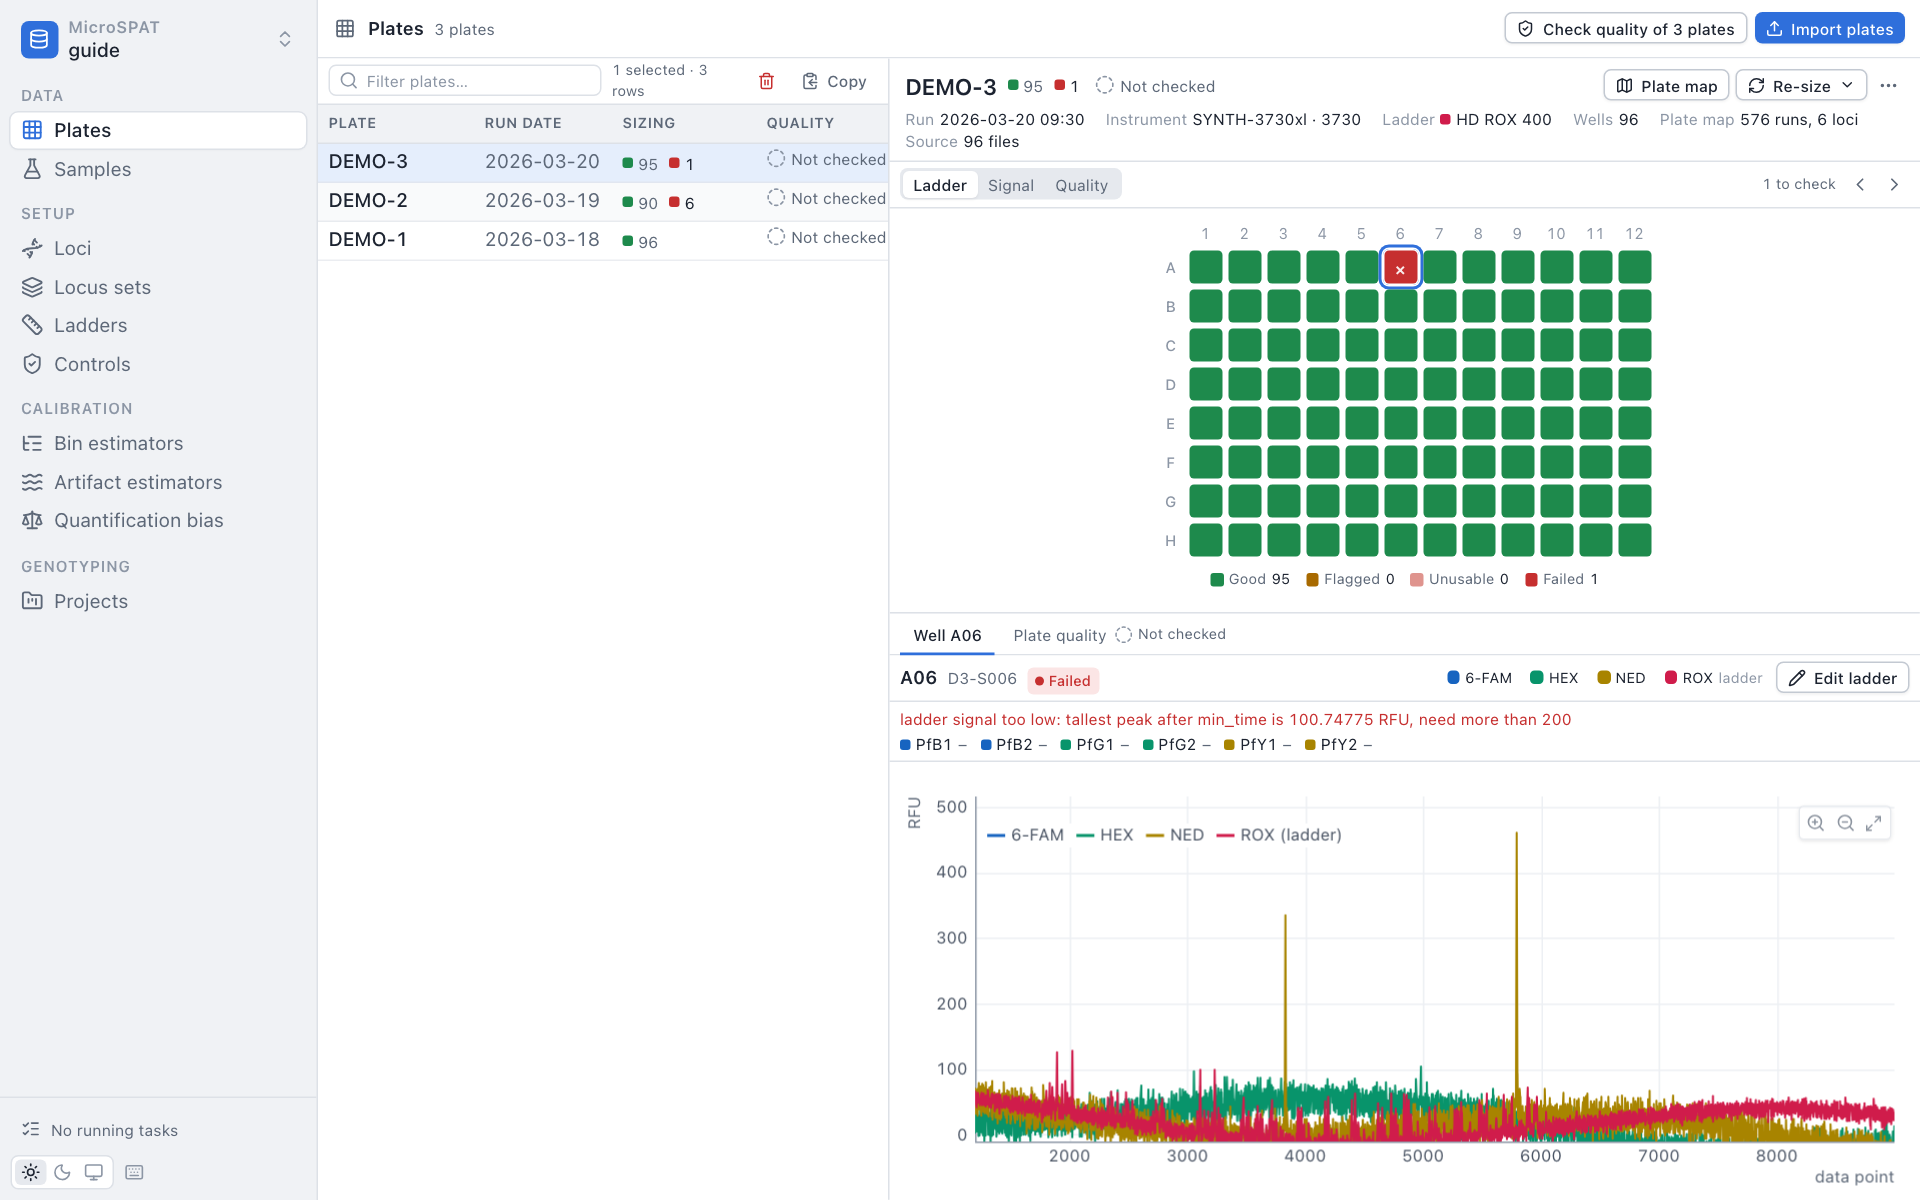 MicroSPAT
guide
DATA
Plates
Samples
SETUP
Loci
Locus sets
Ladders
Controls
CALIBRATION
Bin estimators
Artifact estimators
Quantification bias
GENOTYPING
Projects
No running tasks
Plates 3 plates
Check quality of 3 plates
Import plates
Filter plates...
1 selected · 3
rows
Copy
PLATE RUN DATE SIZING QUALITY
DEMO-3 2026-03-20 95 1 Not checked
DEMO-2 2026-03-19 90 6 Not checked
DEMO-1 2026-03-18 96 Not checked
DEMO-3 95 1 Not checked
Plate map
Re-size
Run 2026-03-20 09:30 Instrument SYNTH-3730xl · 3730 Ladder HD ROX 400 Wells 96 Plate map 576 runs, 6 loci
Source 96 files
Ladder Signal Quality
1 to check
1 2 3 4 5 6 7 8 9 10 11 12
A
B
C
D
E
F
G
H
Good 95 Flagged 0 Unusable 0 Failed 1
Well A06 Plate quality Not checked
A06 D3-S006 Failed
6-FAM HEX NED ROX ladder
Edit ladder
ladder signal too low: tallest peak after min_time is 100.74775 RFU, need more than 200
PfB1 – PfB2 – PfG1 – PfG2 – PfY1 – PfY2 –
RFU
500
400
300
200
100
0
6-FAM HEX NED ROX (ladder)
2000 3000 4000 5000 6000 7000 8000
data point